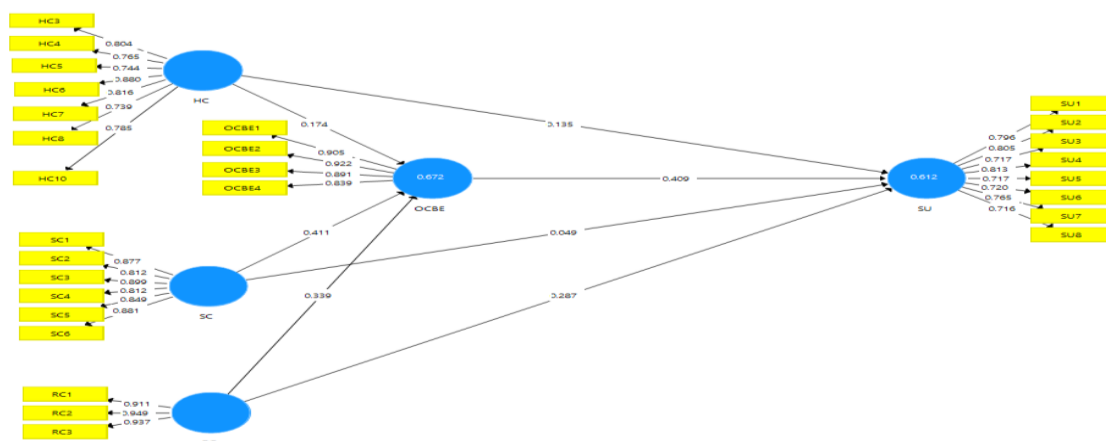 HC3
HC4
HC5
HC6
HC7
HC8
HC10
0.804
0.765
0.744
0.880
0.816
0.739
0.785
HC
0.174
0.135
OCBE1
OCBE2
OCBE3
OCBE4
0.905
0.922
0.891
0.839
0.672
OCBE
0.409
SU1
SU2
SU3
SU4
SU5
SU6
SU7
SU8
0.796
0.805
0.717
0.813
0.717
0.720
0.765
0.716
0.612
SU
0.411
0.049
0.339
0.287
SC1
SC2
SC3
SC4
SC5
SC6
0.877
0.812
0.899
0.812
0.849
0.881
SC
RC1
RC2
RC3
0.911
0.949
0.937